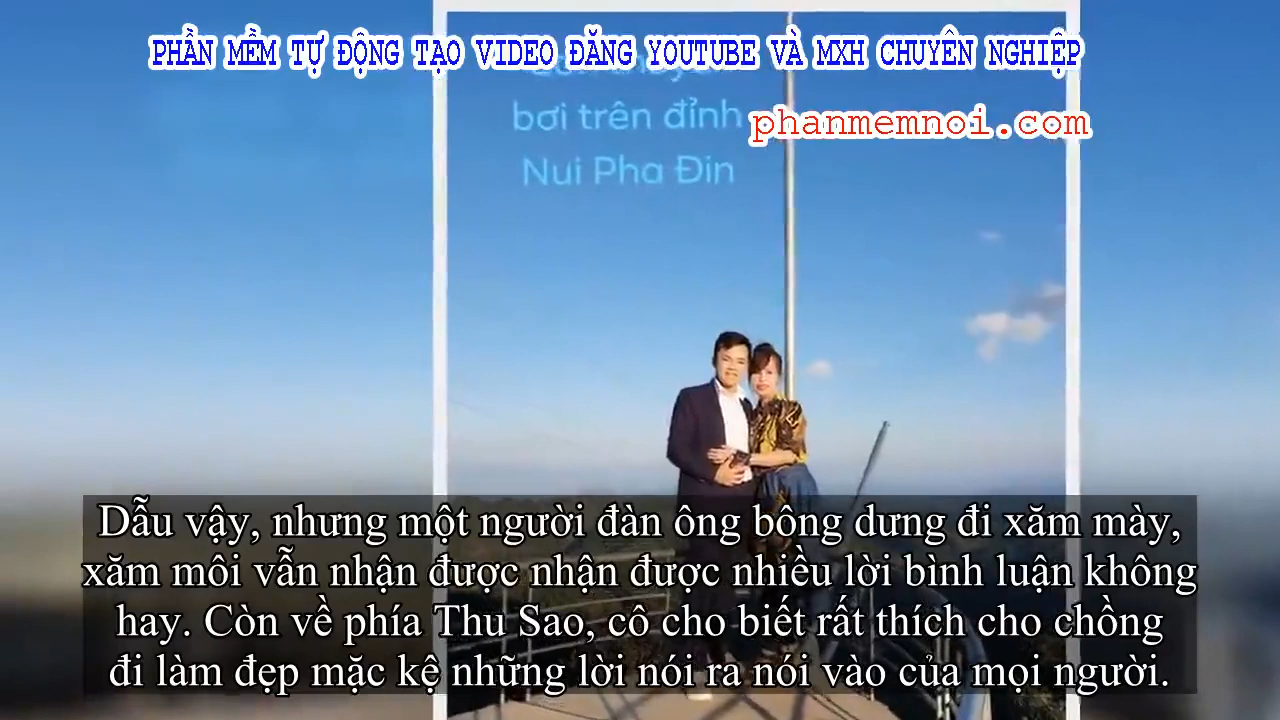 PHẦN MỀM TỰ ĐỘNG TẠO VIDEO ĐĂNG YOUTUBE VÀ MXH CHUYÊN NGHIỆP
bơi trên đỉnh
phanmemnoi.com
Nui Pha Đin
Dẫu vậy, nhưng một người đàn ông bỗng dưng đi xăm mày,
xăm môi vẫn nhận được nhận được nhiều lời bình luận không
hay. Còn về phía Thu Sao, cô cho biết rất thích cho chồng
đi làm đẹp mặc kệ những lời nói ra nói vào của mọi người.